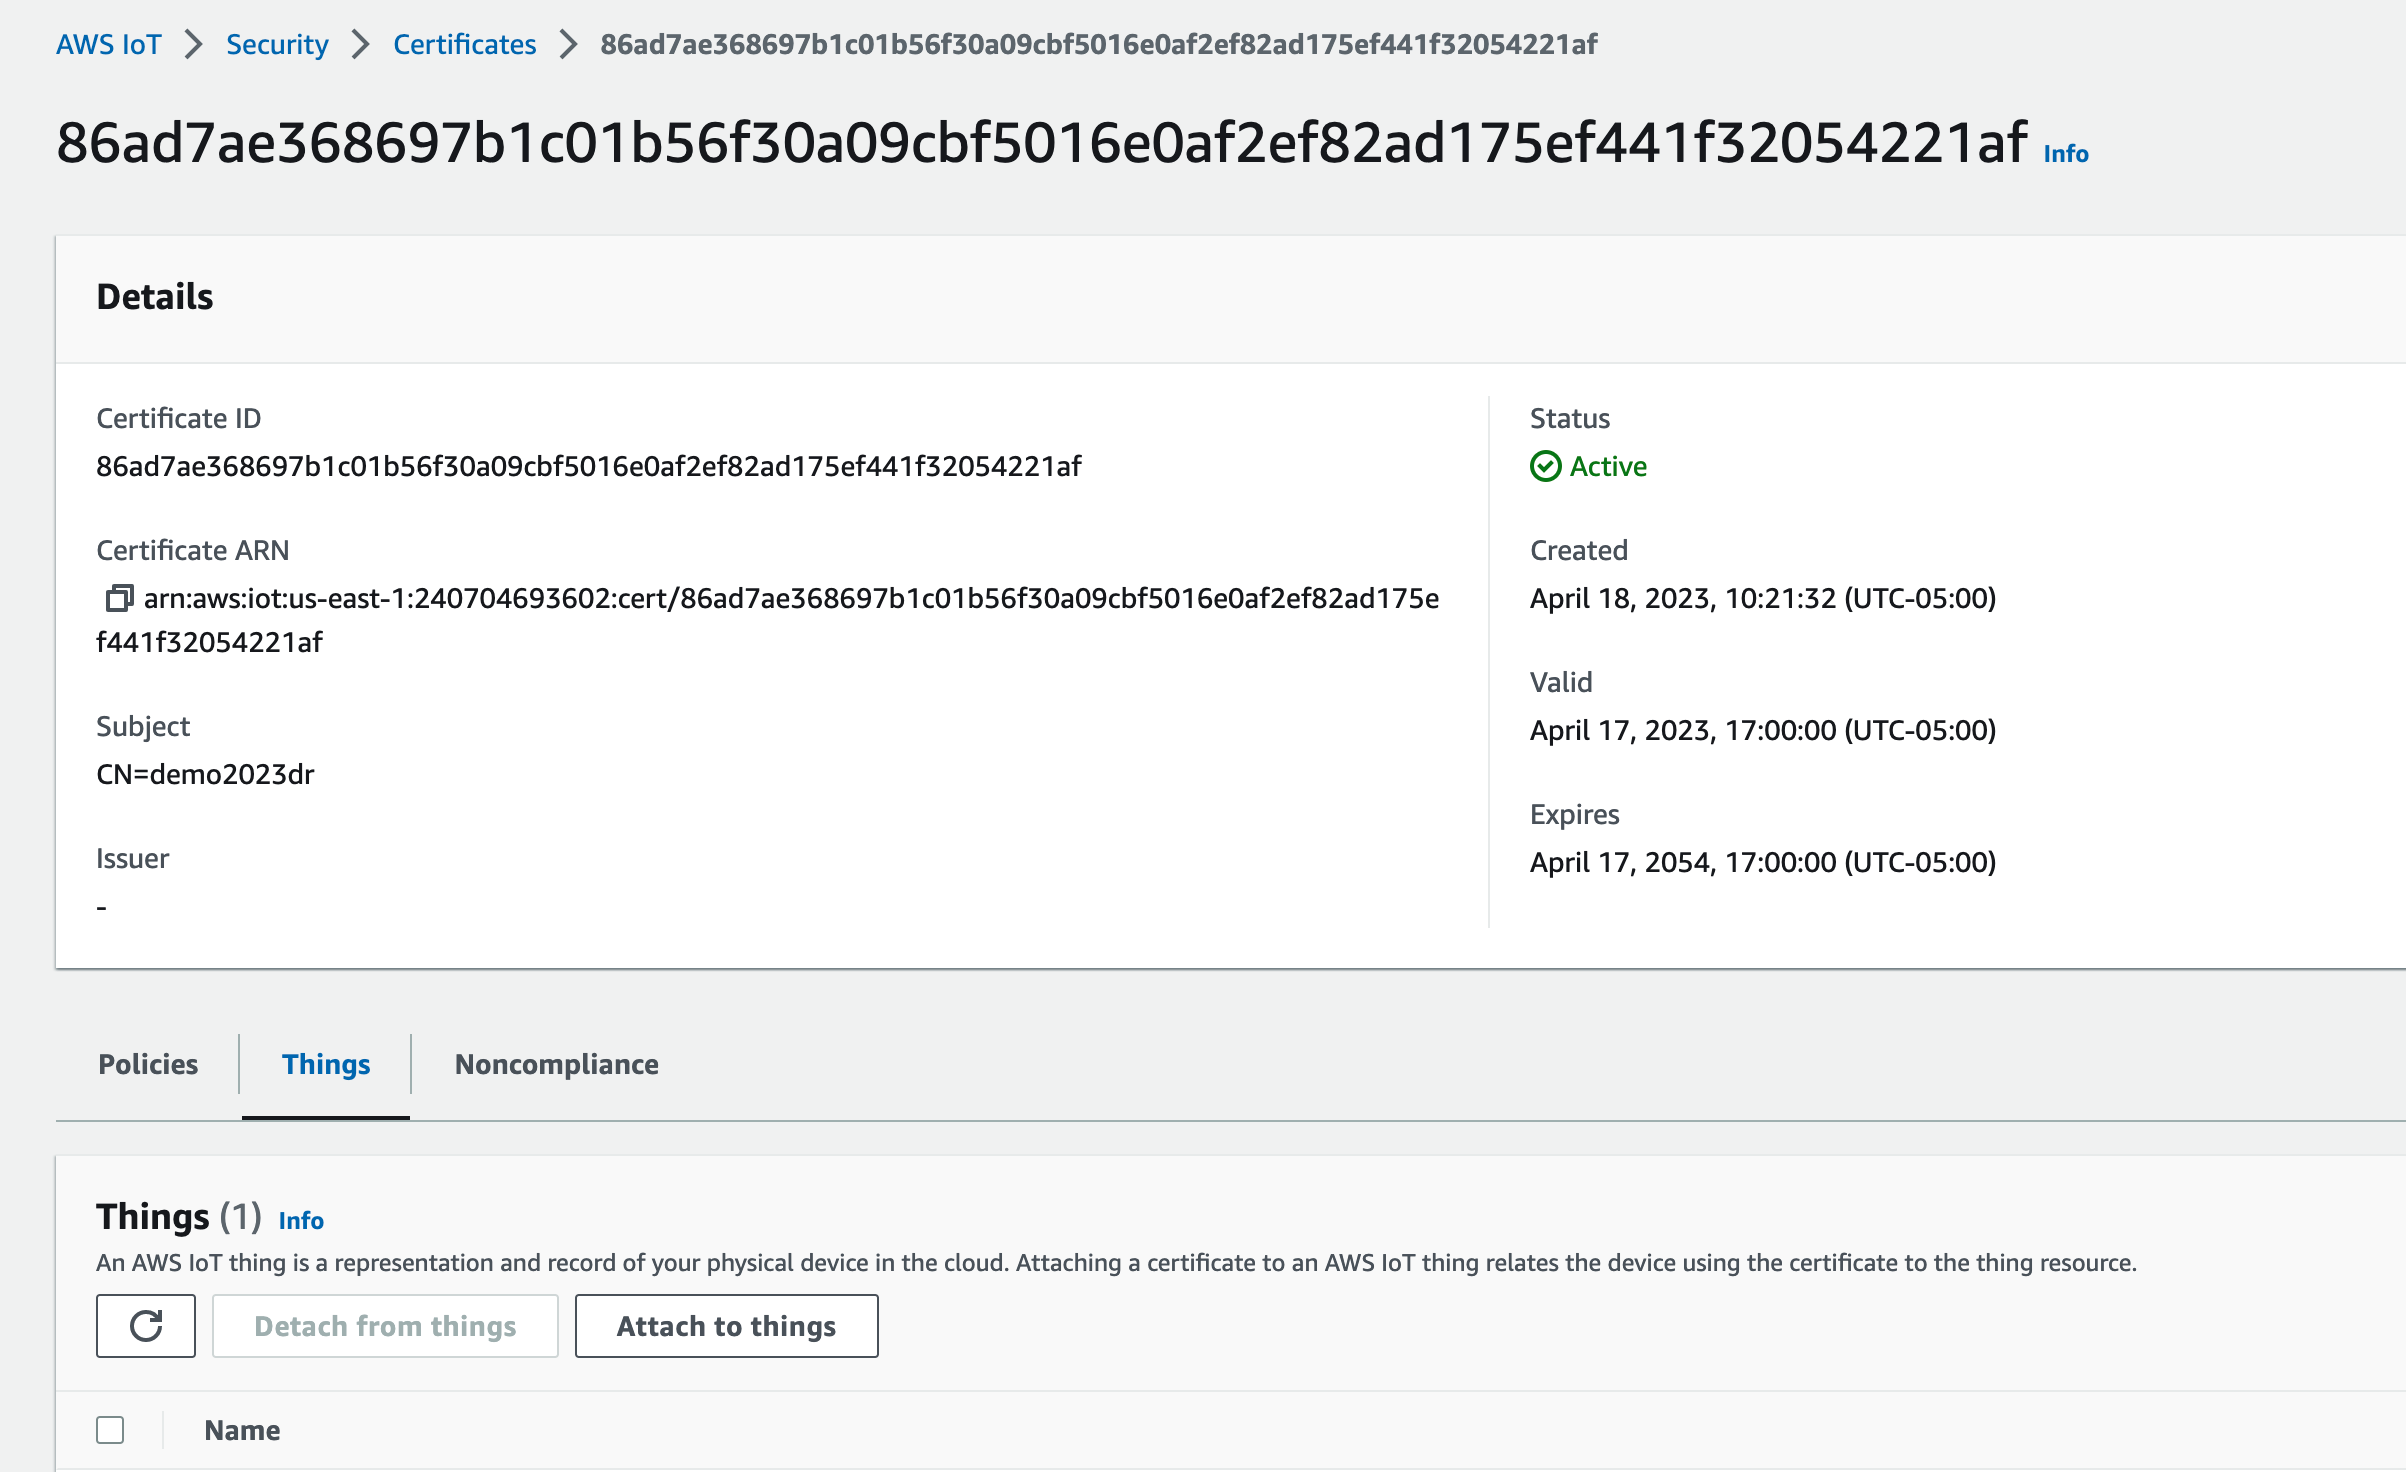 AWS IoT > Security > Certificates > 86ad7ae368697b1c01b56f30a09cbf5016e0af2ef82ad175ef441f32054221af
86ad7ae368697b1c01b56f30a09cbf5016e0af2ef82ad175ef441f32054221af Info
Details
Certificate ID
86ad7ae368697b1c01b56f30a09cbf5016e0af2ef82ad175ef441f32054221af
Certificate ARN
arn:aws:iot:us-east-1:240704693602:cert/86ad7ae368697b1c01b56f30a09cbf5016e0af2ef82ad175e
f441f32054221af
Subject
CN=demo2023dr
Issuer
-
Status
Active
Created
April 18, 2023, 10:21:32 (UTC-05:00)
Valid
April 17, 2023, 17:00:00 (UTC-05:00)
Expires
April 17, 2054, 17:00:00 (UTC-05:00)
Policies Things Noncompliance
Things (1) Info
An AWS IoT thing is a representation and record of your physical device in the cloud. Attaching a certificate to an AWS IoT thing relates the device using the certificate to the thing resource.
Detach from things Attach to things
Name